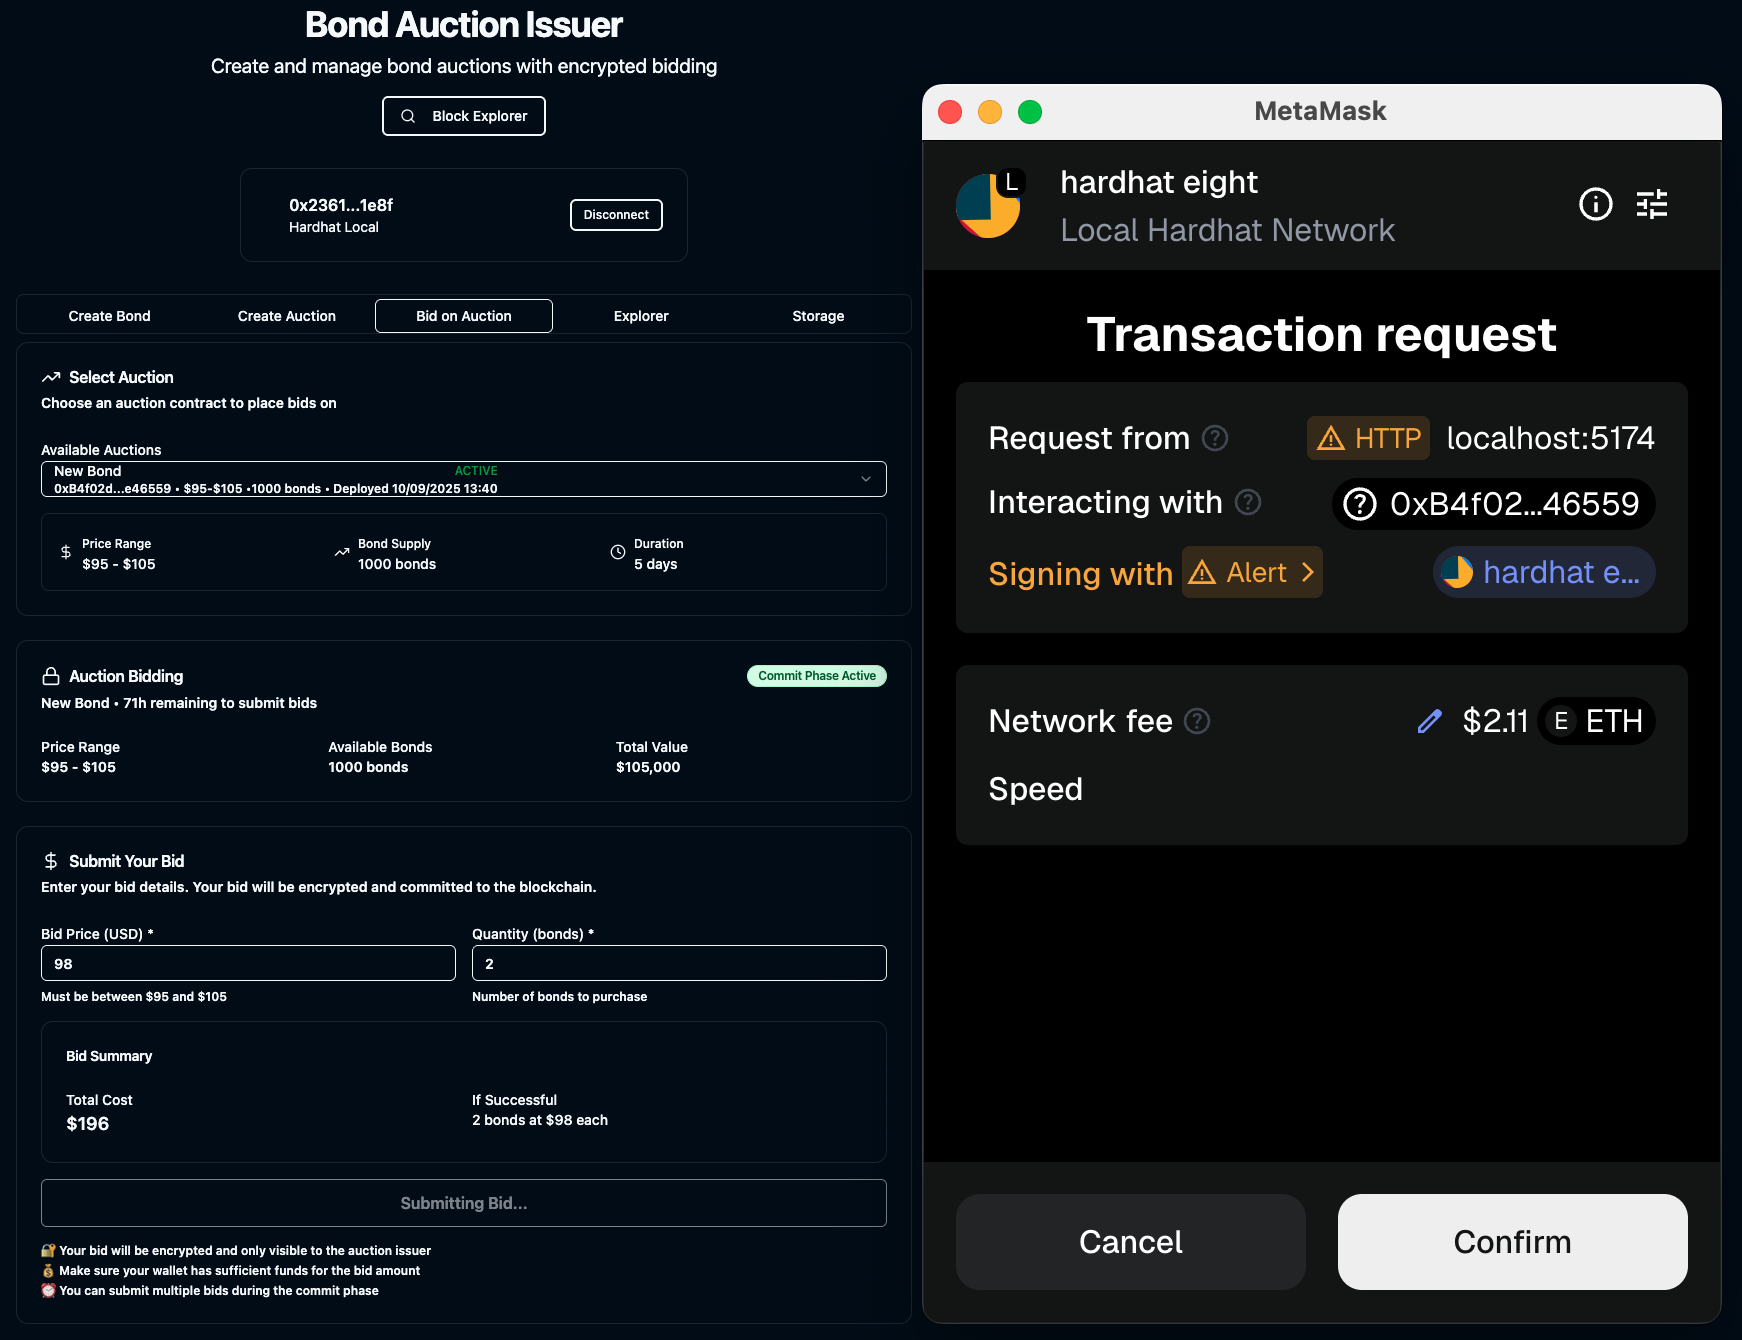 Bond Auction Issuer
Create and manage bond auctions with encrypted bidding
Block Explorer
0x2361...1e8f
Hardhat Local
Disconnect
Create Bond
Create Auction
Bid on Auction
Explorer
Storage
Select Auction
Choose an auction contract to place bids on
Available Auctions
New Bond ACTIVE
0xB4f02d...e46559 • $95-$105 •1000 bonds • Deployed 10/09/2025 13:40
Price Range
$95 - $105
Bond Supply
1000 bonds
Duration
5 days
Auction Bidding
Commit Phase Active
New Bond • 71h remaining to submit bids
Price Range
$95 - $105
Available Bonds
1000 bonds
Total Value
$105,000
Submit Your Bid
Enter your bid details. Your bid will be encrypted and committed to the blockchain.
Bid Price (USD) *
98
Must be between $95 and $105
Quantity (bonds) *
2
Number of bonds to purchase
Bid Summary
Total Cost
$196
If Successful
2 bonds at $98 each
Submitting Bid...
🔐 Your bid will be encrypted and only visible to the auction issuer
💰 Make sure your wallet has sufficient funds for the bid amount
⏰ You can submit multiple bids during the commit phase
MetaMask
L
hardhat eight
Local Hardhat Network
Transaction request
Request from HTTP localhost:5174
Interacting with 0xB4f02...46559
Signing with Alert hardhat e...
Network fee $2.11 E ETH
Speed
Cancel
Confirm